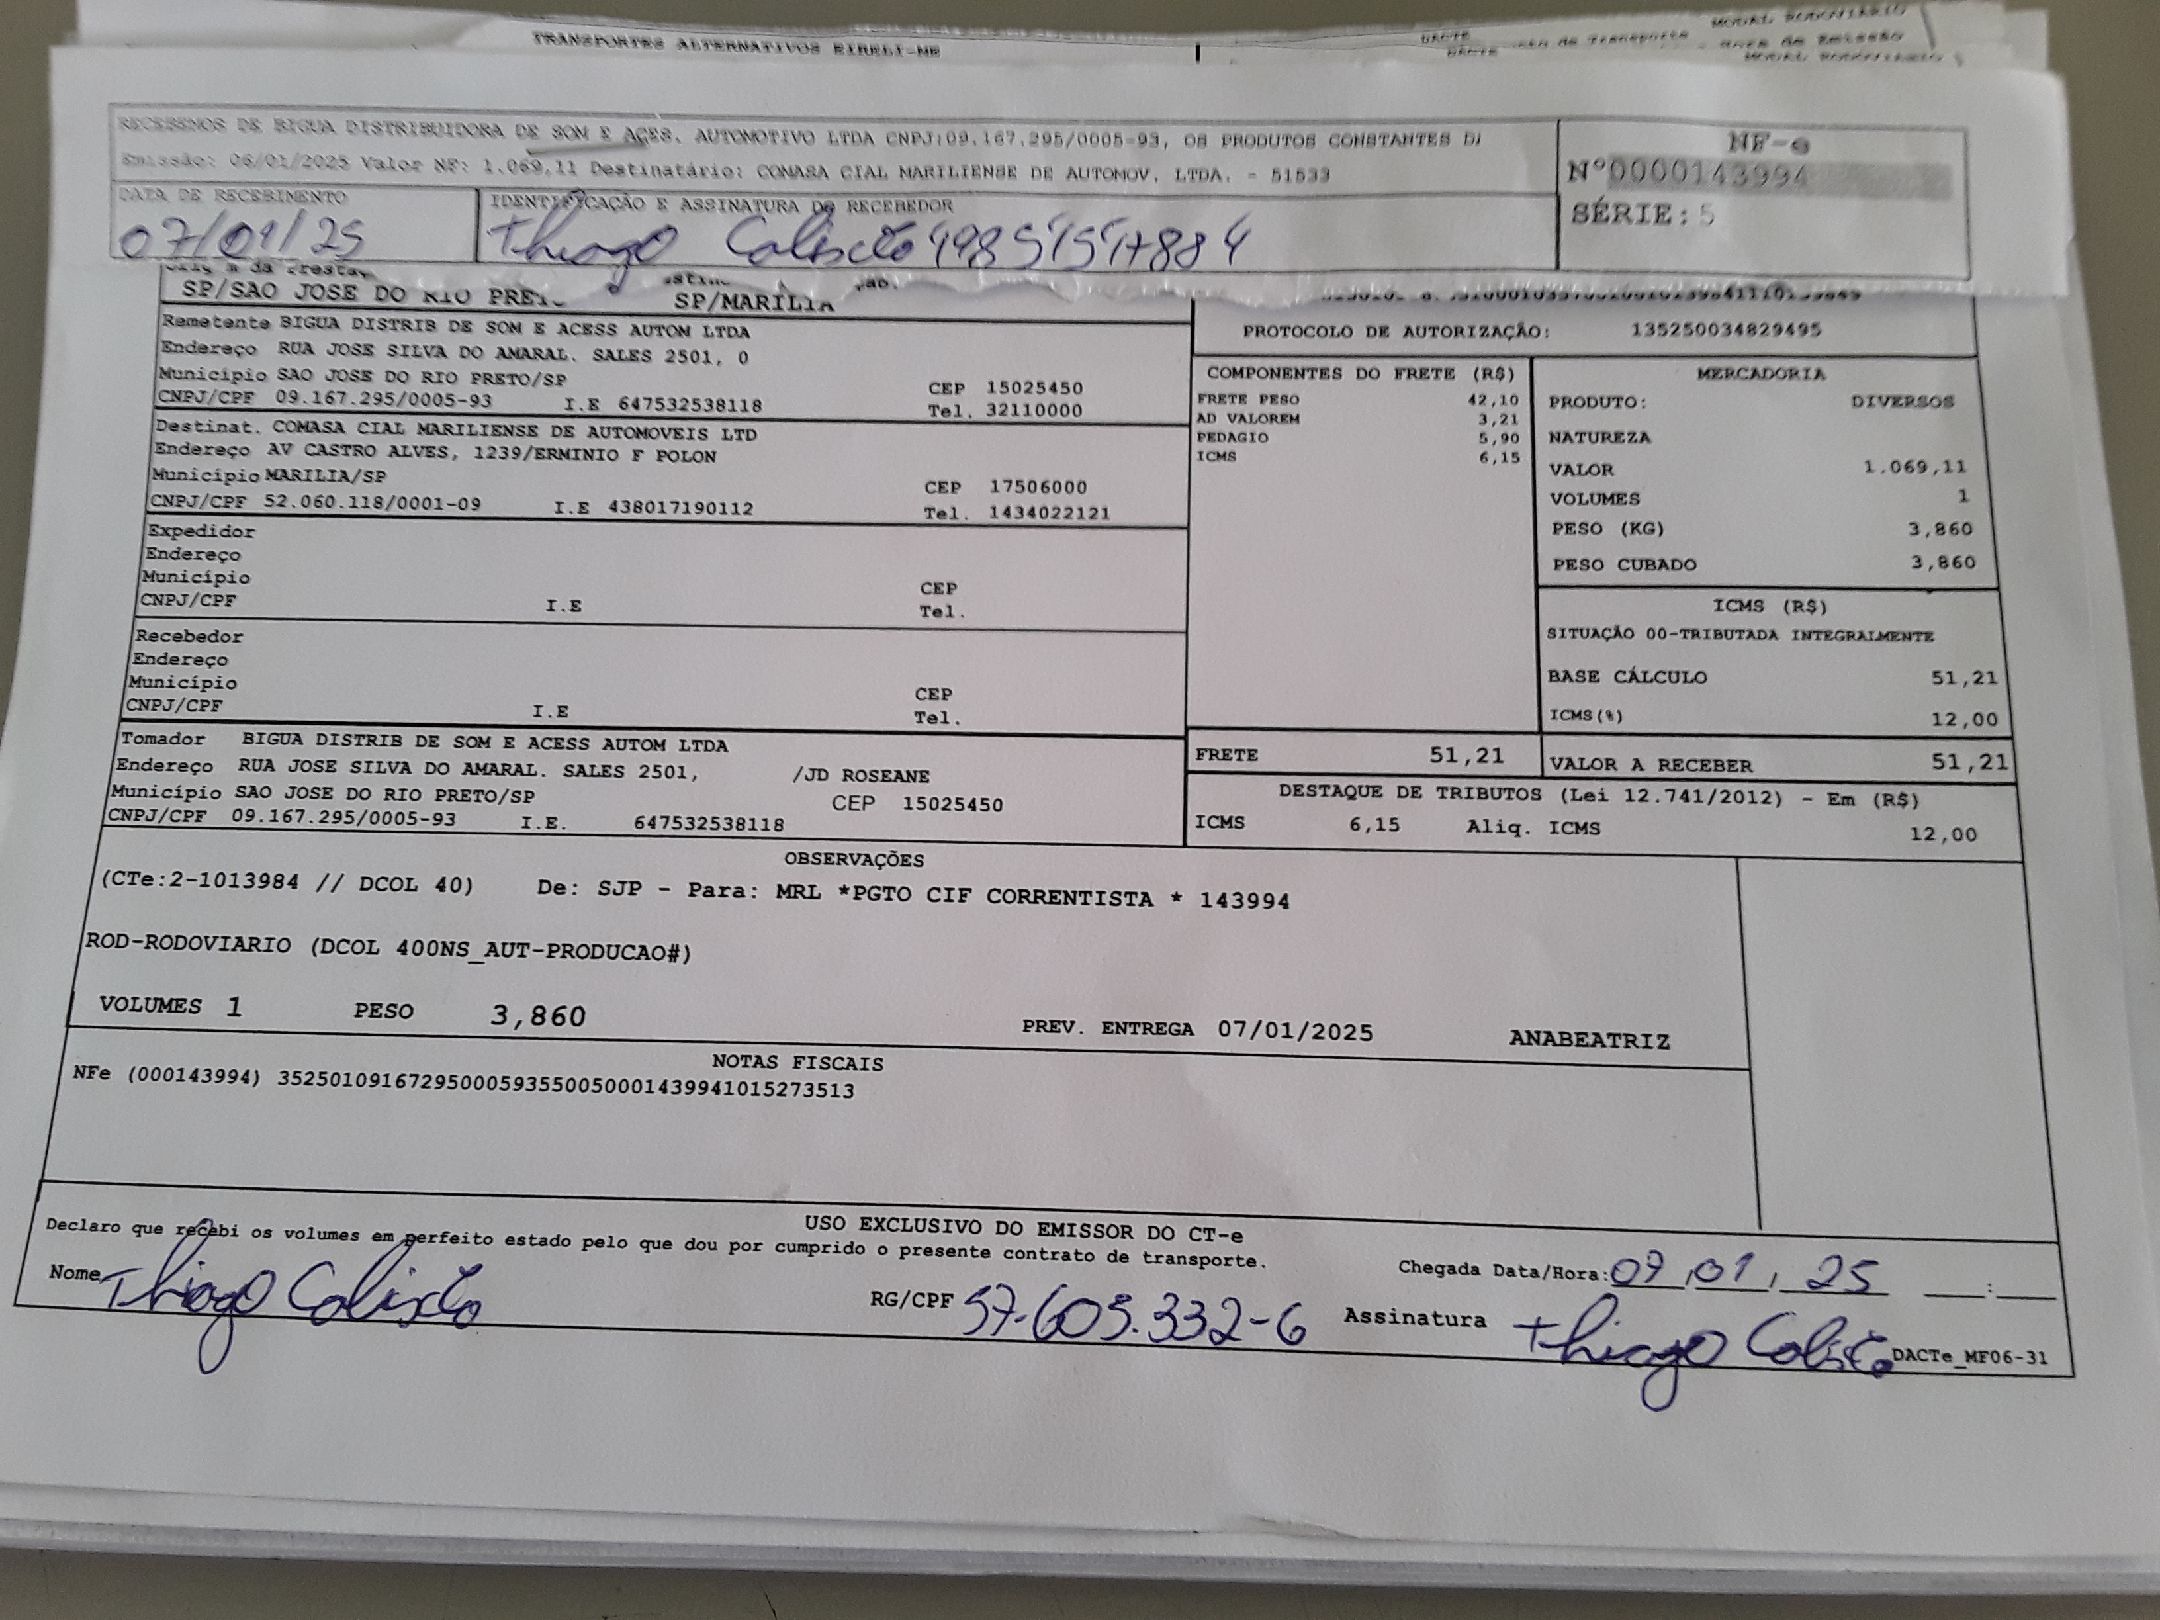 TRANSPORTES ALTERNATIVOS EIRELI-ME
MODAL RODOVIÁRIO
RECEBEMOS DE BIGUA DISTRIBUIDORA DE SOM E ACES. AUTOMOTIVO LTDA CNPJ:09.167.295/0005-93, OS PRODUTOS CONSTANTES DA
Emissão: 06/01/2025 Valor NF: 1.069,11 Destinatário: COMASA CIAL MARILIENSE DE AUTOMOV. LTDA. - 51533
NF-e
Nº0000143994
SÉRIE:5
DATA DE RECEBIMENTO
07/01/25
IDENTIFICAÇÃO E ASSINATURA DO RECEBEDOR
Thiago Calixto
SP/SAO JOSE DO RIO PRETO SP/MARILIA
Remetente BIGUA DISTRIB DE SOM E ACESS AUTOM LTDA
Endereço RUA JOSE SILVA DO AMARAL. SALES 2501, 0
Município SAO JOSE DO RIO PRETO/SP CEP 15025450
CNPJ/CPF 09.167.295/0005-93 I.E 647532538118 Tel. 32110000
Destinat. COMASA CIAL MARILIENSE DE AUTOMOVEIS LTD
Endereço AV CASTRO ALVES, 1239/ERMINIO F POLON
Município MARILIA/SP CEP 17506000
CNPJ/CPF 52.060.118/0001-09 I.E 438017190112 Tel. 1434022121
Expedidor
Endereço
Município CEP
CNPJ/CPF I.E Tel.
Recebedor
Endereço
Município CEP
CNPJ/CPF I.E Tel.
Tomador BIGUA DISTRIB DE SOM E ACESS AUTOM LTDA
Endereço RUA JOSE SILVA DO AMARAL. SALES 2501, /JD ROSEANE
Município SAO JOSE DO RIO PRETO/SP CEP 15025450
CNPJ/CPF 09.167.295/0005-93 I.E. 647532538118
PROTOCOLO DE AUTORIZAÇÃO: 135250034829495
COMPONENTES DO FRETE (R$)
FRETE PESO 42,10
AD VALOREM 3,21
PEDAGIO 5,90
ICMS 6,15
MERCADORIA
PRODUTO: DIVERSOS
NATUREZA
VALOR 1.069,11
VOLUMES 1
PESO (KG) 3,860
PESO CUBADO 3,860
ICMS (R$)
SITUAÇÃO 00-TRIBUTADA INTEGRALMENTE
BASE CÁLCULO 51,21
ICMS(%) 12,00
FRETE 51,21
VALOR A RECEBER 51,21
DESTAQUE DE TRIBUTOS (Lei 12.741/2012) - Em (R$)
ICMS 6,15 Aliq. ICMS 12,00
OBSERVAÇÕES
(CTe:2-1013984 // DCOL 40) De: SJP - Para: MRL *PGTO CIF CORRENTISTA * 143994
ROD-RODOVIARIO (DCOL 400NS_AUT-PRODUCAO#)
VOLUMES 1 PESO 3,860 PREV. ENTREGA 07/01/2025 ANABEATRIZ
NOTAS FISCAIS
NFe (000143994) 35250109167295000593550050001439941015273513
USO EXCLUSIVO DO EMISSOR DO CT-e
Declaro que recebi os volumes em perfeito estado pelo que dou por cumprido o presente contrato de transporte.
Chegada Data/Hora: 07/01/25 __:__
Nome Thiago Calixto RG/CPF 57.605.332-6 Assinatura Thiago Calixto
DACTe_MF06-31